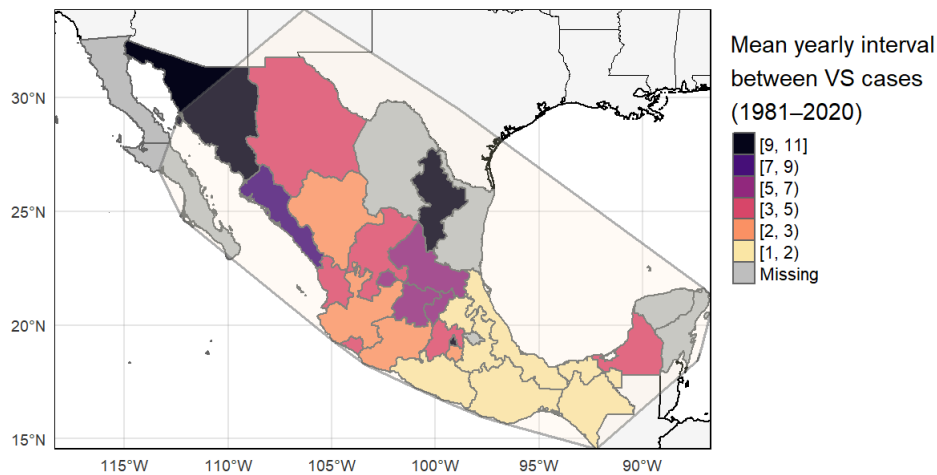 Mean yearly interval
between VS cases
(1981–2020)
[9, 11]
[7, 9)
[5, 7)
[3, 5)
[2, 3)
[1, 2)
Missing
30°N
25°N
20°N
15°N
115°W
110°W
105°W
100°W
95°W
90°W